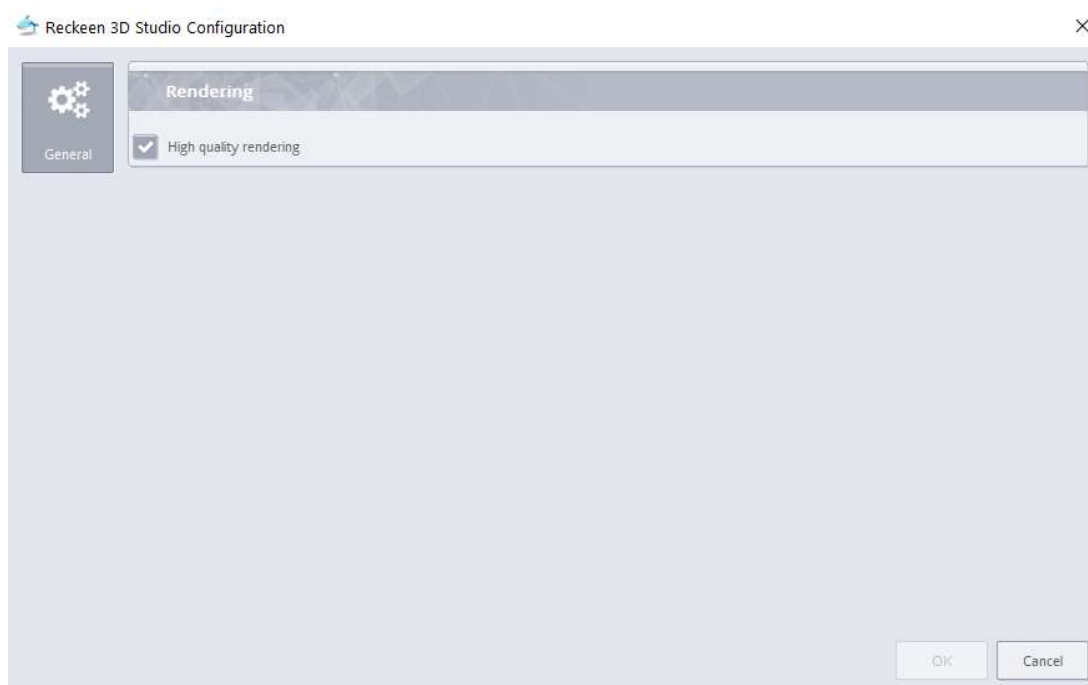 Reckeen 3D Studio Configuration
Rendering
General
High quality rendering
OK
Cancel